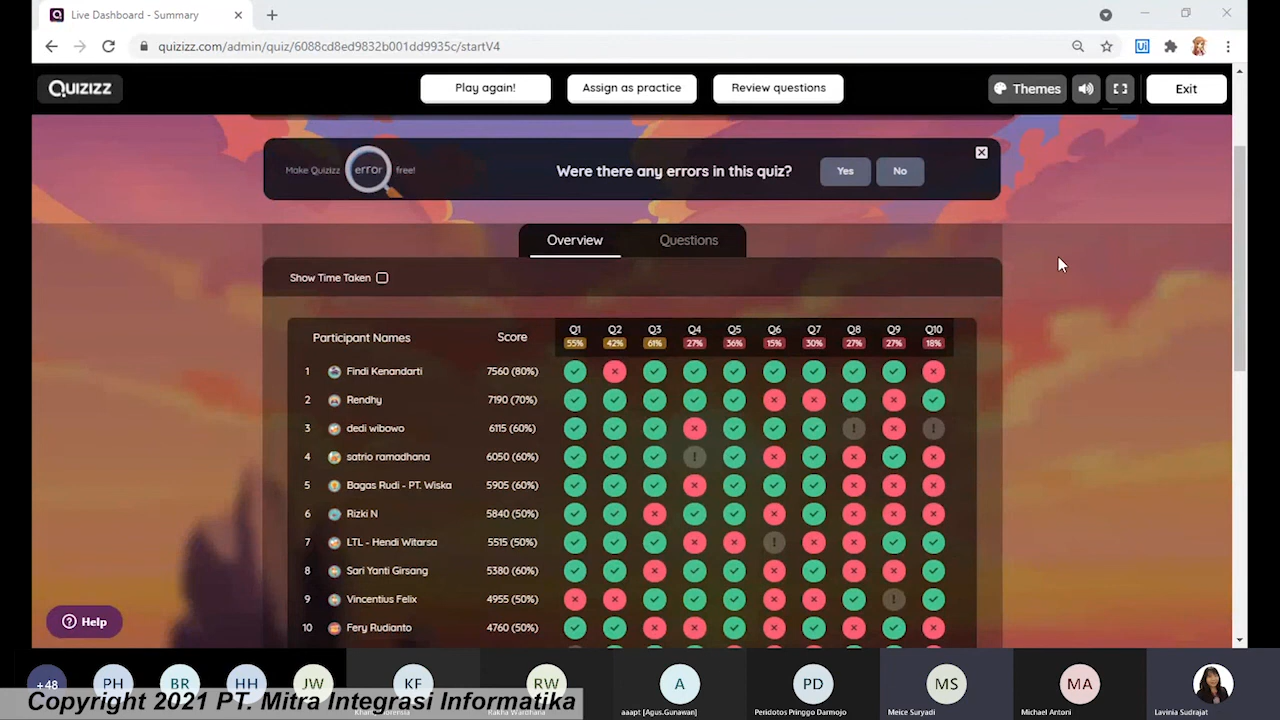 Live Dashboard - Summary
quizizz.com/admin/quiz/6088cd8ed9832b001dd9935c/startV4
Quizizz
Play again!
Assign as practice
Review questions
Themes
Exit
Make Quizizz error free!
Were there any errors in this quiz?
Yes
No
Overview
Questions
Show Time Taken
Participant Names Score Q1 Q2 Q3 Q4 Q5 Q6 Q7 Q8 Q9 Q10
55% 42% 61% 27% 36% 15% 30% 27% 27% 18%
1 Findi Kenandarti 7560 (80%)
2 Rendhy 7190 (70%)
3 dedi wibowo 6115 (60%)
4 satrio ramadhana 6050 (60%)
5 Bagas Rudi - PT. Wiska 5905 (60%)
6 Rizki N 5840 (50%)
7 LTL - Hendi Witarsa 5515 (50%)
8 Sari Yanti Girsang 5380 (60%)
9 Vincentius Felix 4955 (50%)
10 Fery Rudianto 4760 (50%)
Help
+48 PH BR HH JW KF RW A PD MS MA
aaapt [Agus.Gunawan] Peridotos Pringgo Darmojo Meice Suryadi Michael Antoni Lavinia Sudrajat
Copyright 2021 PT. Mitra Integrasi Informatika